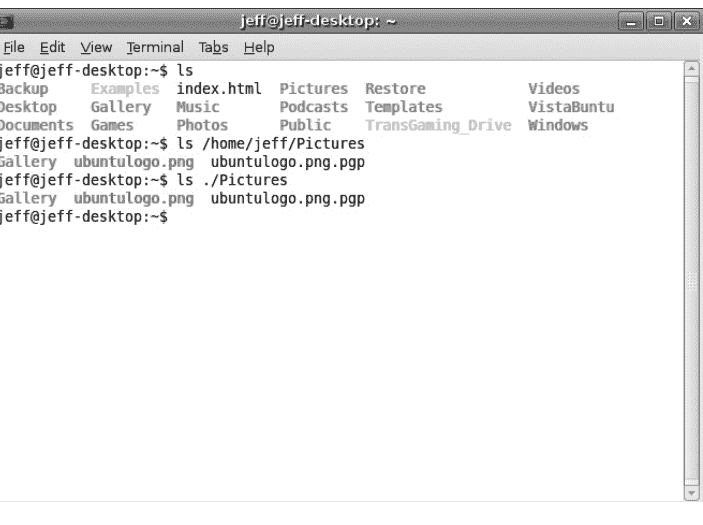 jeff@jeff-desktop: ~
File Edit View Terminal Tabs Help
jeff@jeff-desktop:~$ ls
Backup Examples index.html Pictures Restore Videos
Desktop Gallery Music Podcasts Templates VistaBuntu
Documents Games Photos Public TransGaming_Drive Windows
jeff@jeff-desktop:~$ ls /home/jeff/Pictures
Gallery ubuntulogo.png ubuntulogo.png.pgp
jeff@jeff-desktop:~$ ls ./Pictures
Gallery ubuntulogo.png ubuntulogo.png.pgp
jeff@jeff-desktop:~$